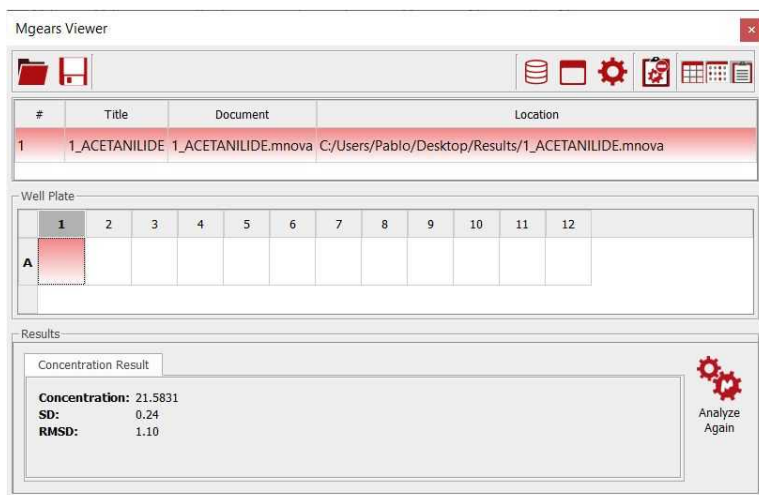 Mgears Viewer
# Title Document Location
1 1_ACETANILIDE 1_ACETANILIDE.mnova C:/Users/Pablo/Desktop/Results/1_ACETANILIDE.mnova
Well Plate
1 2 3 4 5 6 7 8 9 10 11 12
A
Results
Concentration Result
Concentration: 21.5831
SD: 0.24
RMSD: 1.10
Analyze
Again